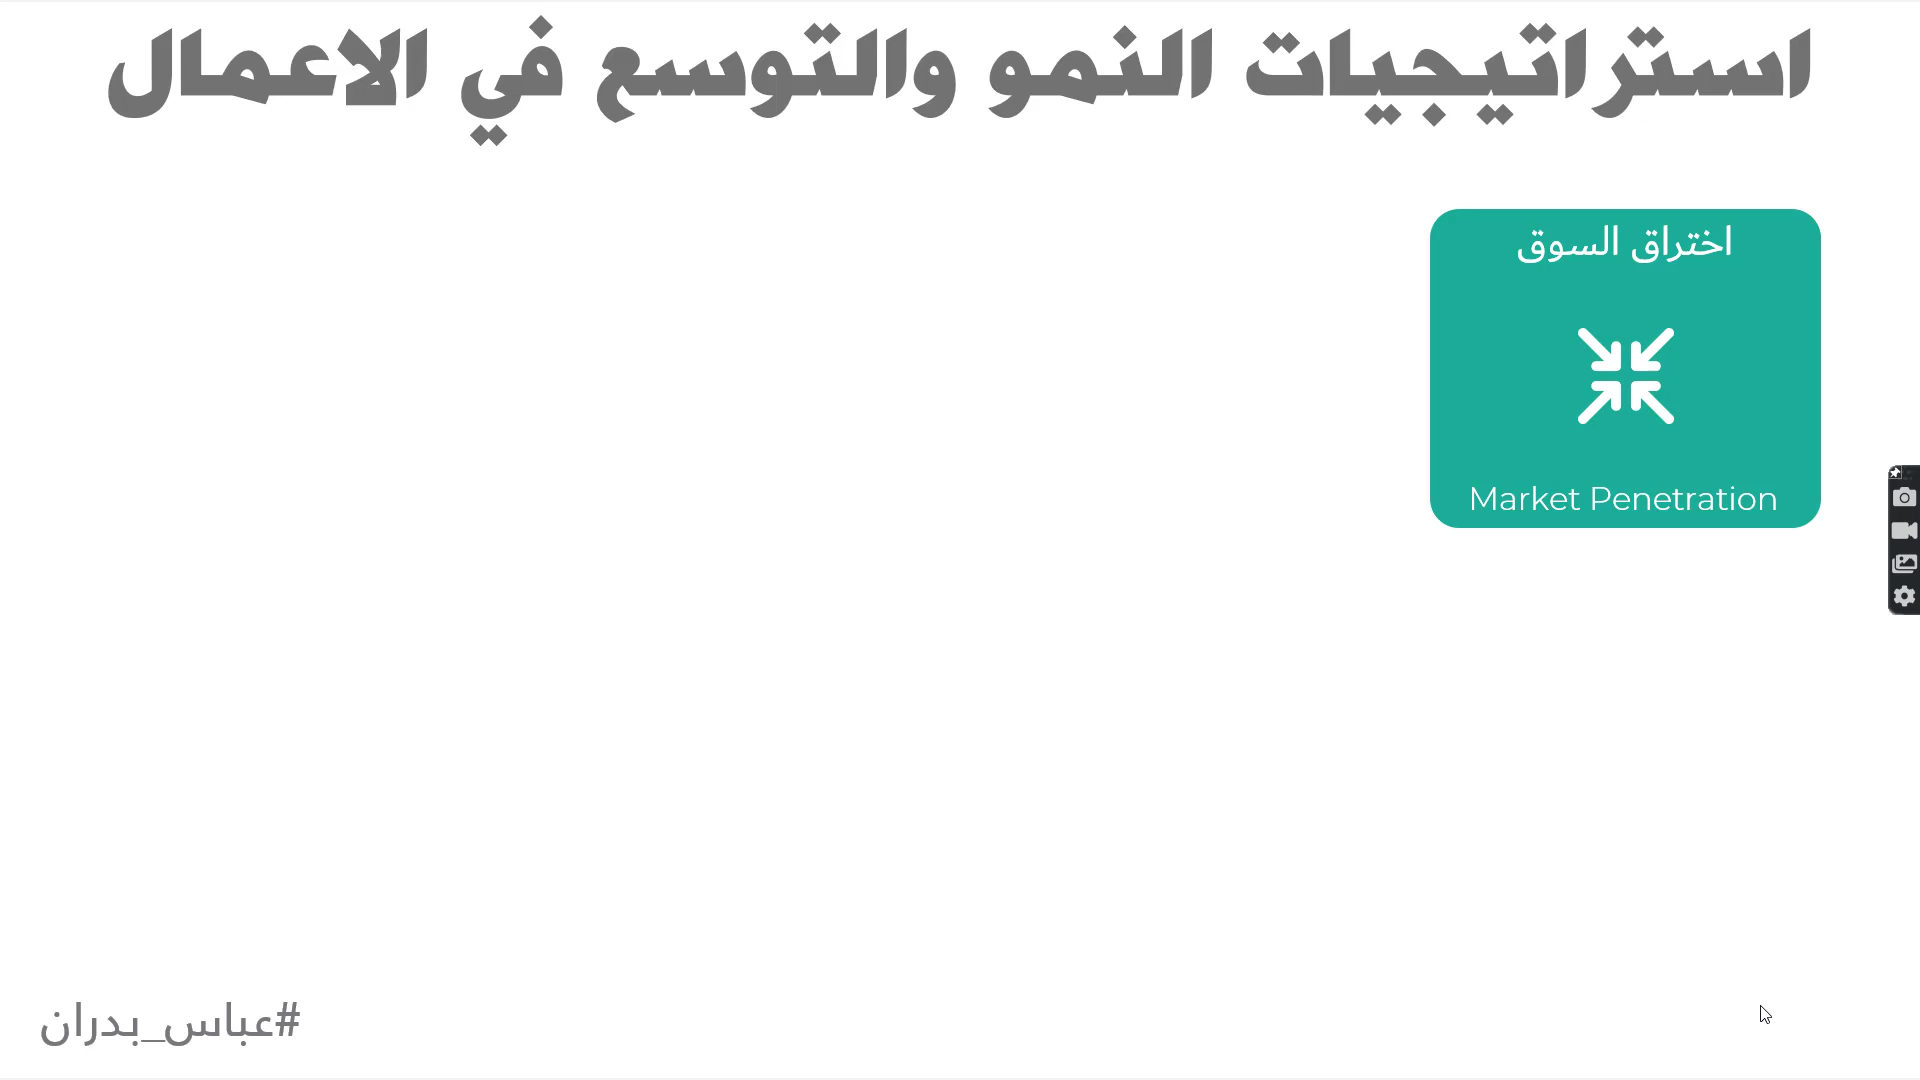 استراتيجيات النمو والتوسع في الاعمال
اختراق السوق
Market Penetration
#عباس_بدران